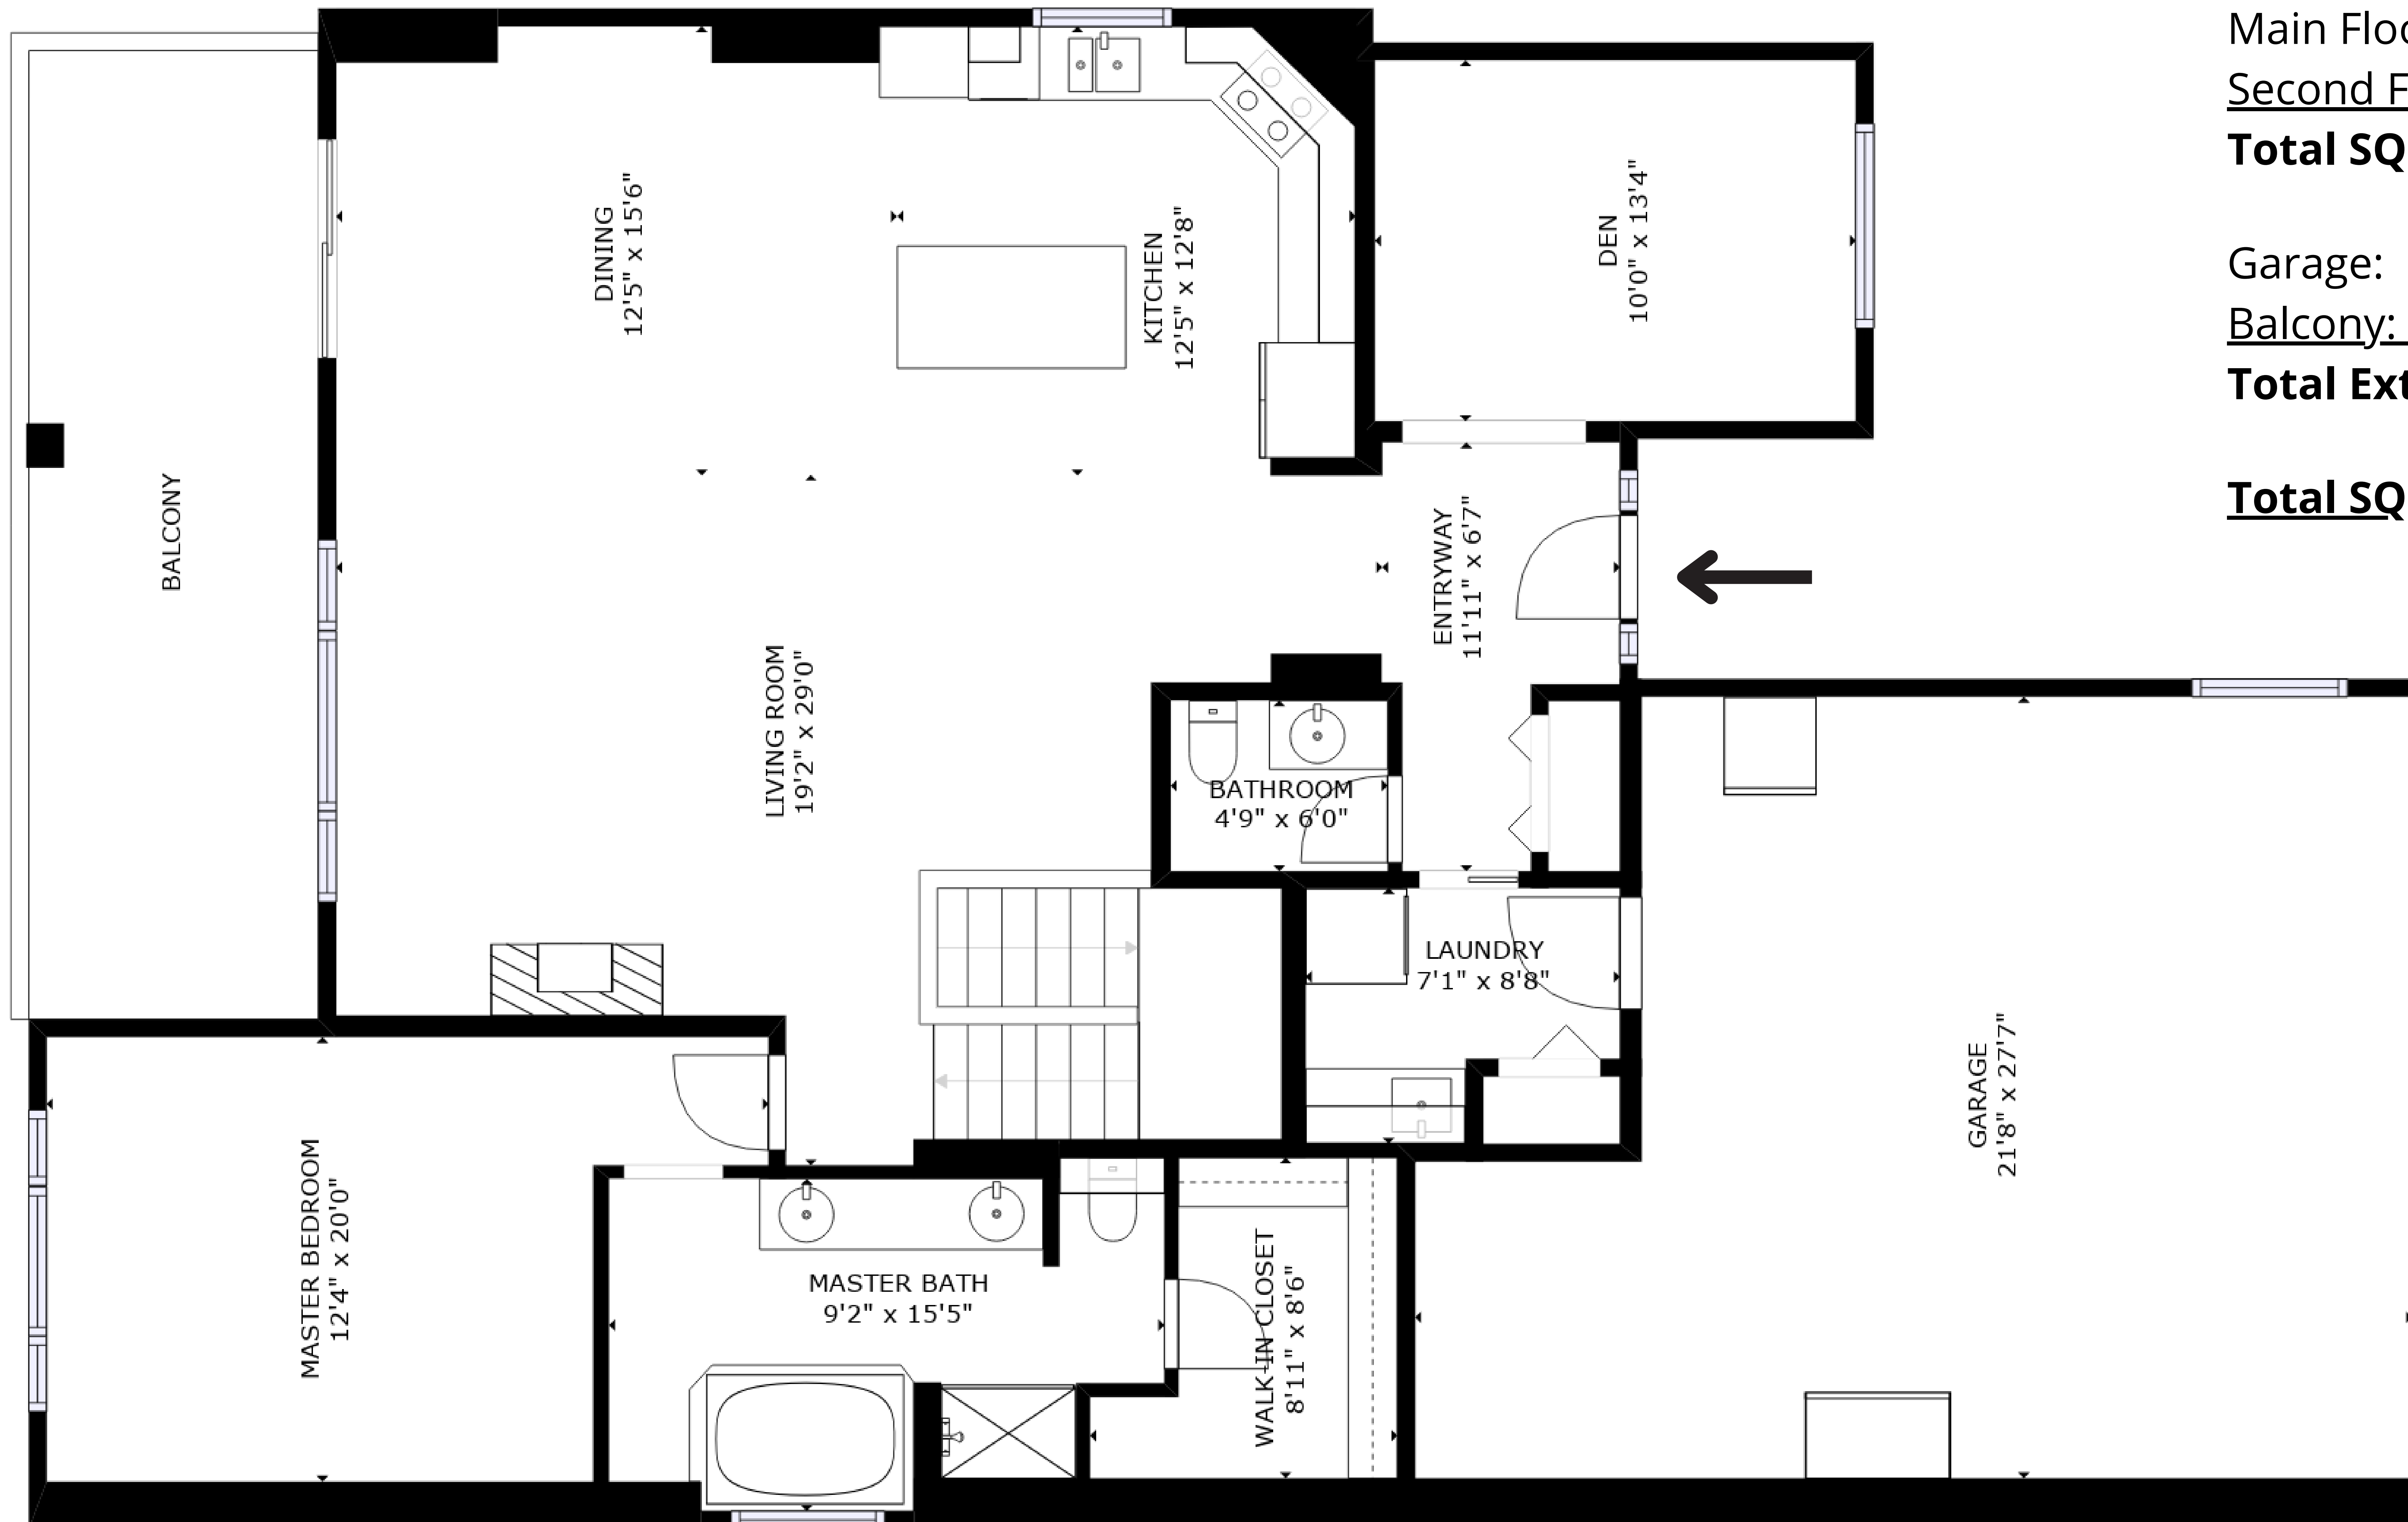 Main Floo
Second F
Total SQ
Garage:
Balcony:
Total Ext
Total SQ
BALCONY
DINING
12'5" x 15'6"
KITCHEN
12'5" x 12'8"
DEN
10'0" x 13'4"
ENTRYWAY
11'11" x 6'7"
LIVING ROOM
19'2" x 29'0"
BATHROOM
4'9" x 6'0"
LAUNDRY
7'1" x 8'8"
GARAGE
21'8" x 27'7"
MASTER BEDROOM
12'4" x 20'0"
MASTER BATH
9'2" x 15'5"
WALK-IN CLOSET
8'11" x 8'6"